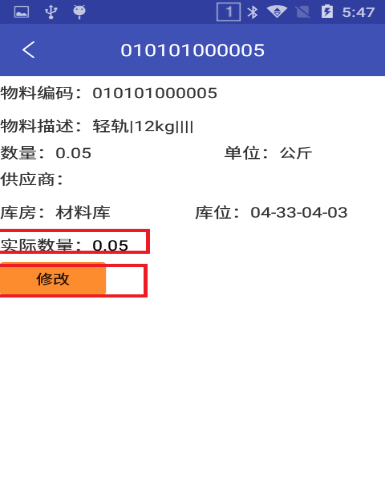 1 5:47
010101000005
物料编码：010101000005
物料描述：轻轨|12kg||||
数量：0.05 单位：公斤
供应商：
库房：材料库 库位：04-33-04-03
实际数量：0.05
修改